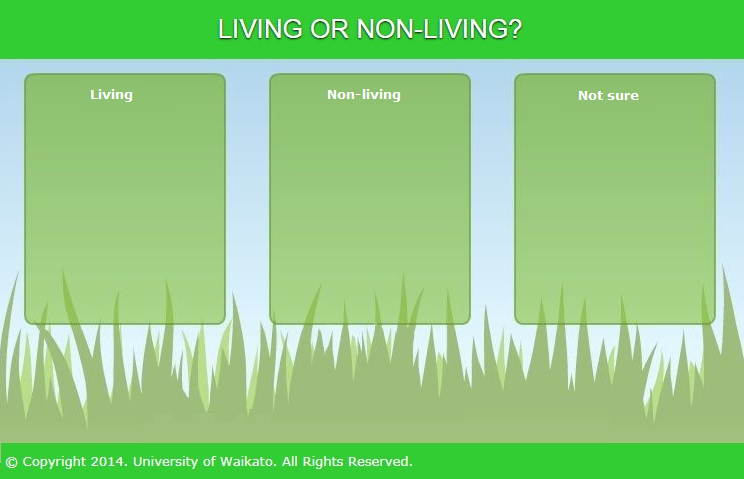 LIVING OR NON-LIVING?
Living
Non-living
Not sure
© Copyright 2014. University of Waikato. All Rights Reserved.